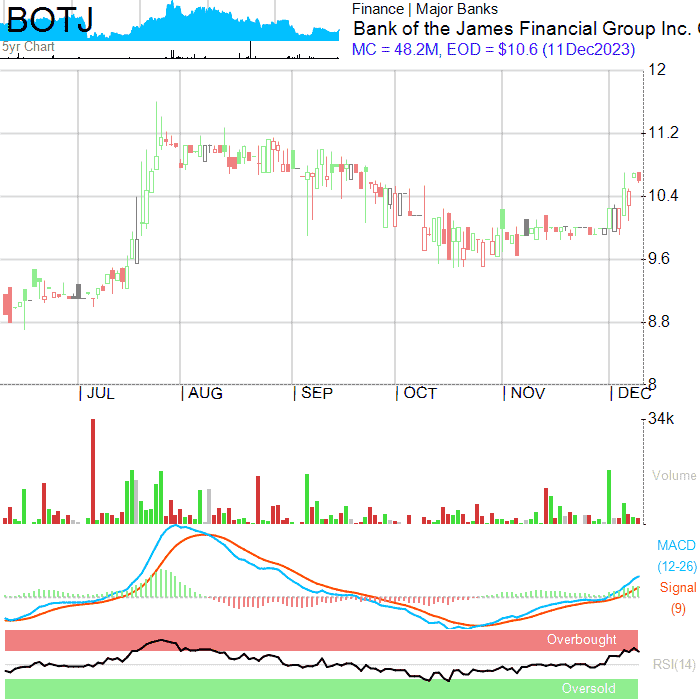 BOTJ
5yr Chart
Finance | Major Banks
Bank of the James Financial Group Inc.
MC = 48.2M, EOD = $10.6 (11Dec2023)
12
11.2
10.4
9.6
8.8
8
JUL AUG SEP OCT NOV DEC
34k
Volume
MACD
(12-26)
Signal
(9)
Overbought
RSI(14)
Oversold